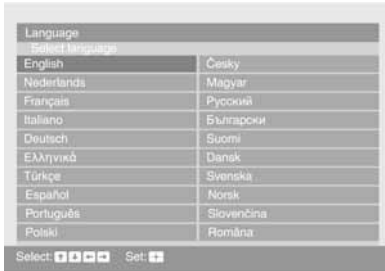 Language
Select language
English
Česky
Nederlands
Magyar
Français
Русский
Italiano
Български
Deutsch
Suomi
Ελληνικά
Dansk
Türkçe
Svenska
Español
Norsk
Português
Slovenčina
Polski
Româna
Select: Set: